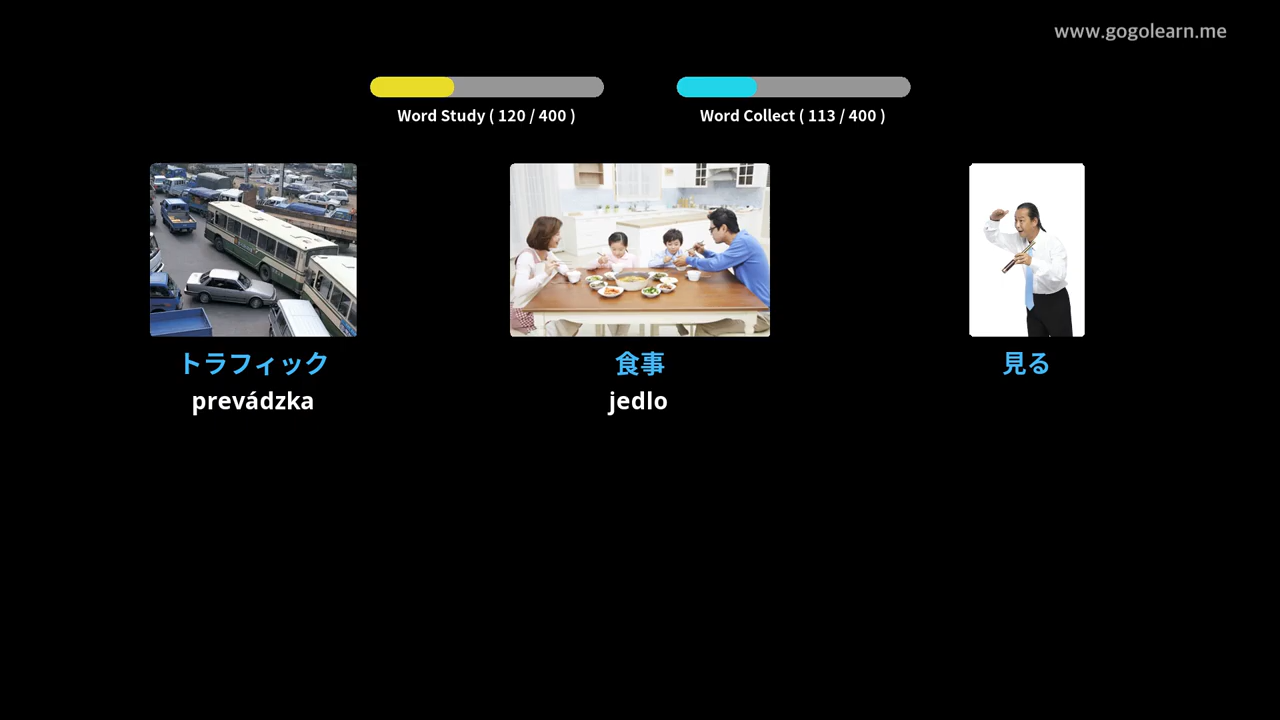 www.gogolearn.me
Word Study ( 120 / 400 )
Word Collect ( 113 / 400 )
トラフィック
食事
見る
prevádzka
jedlo